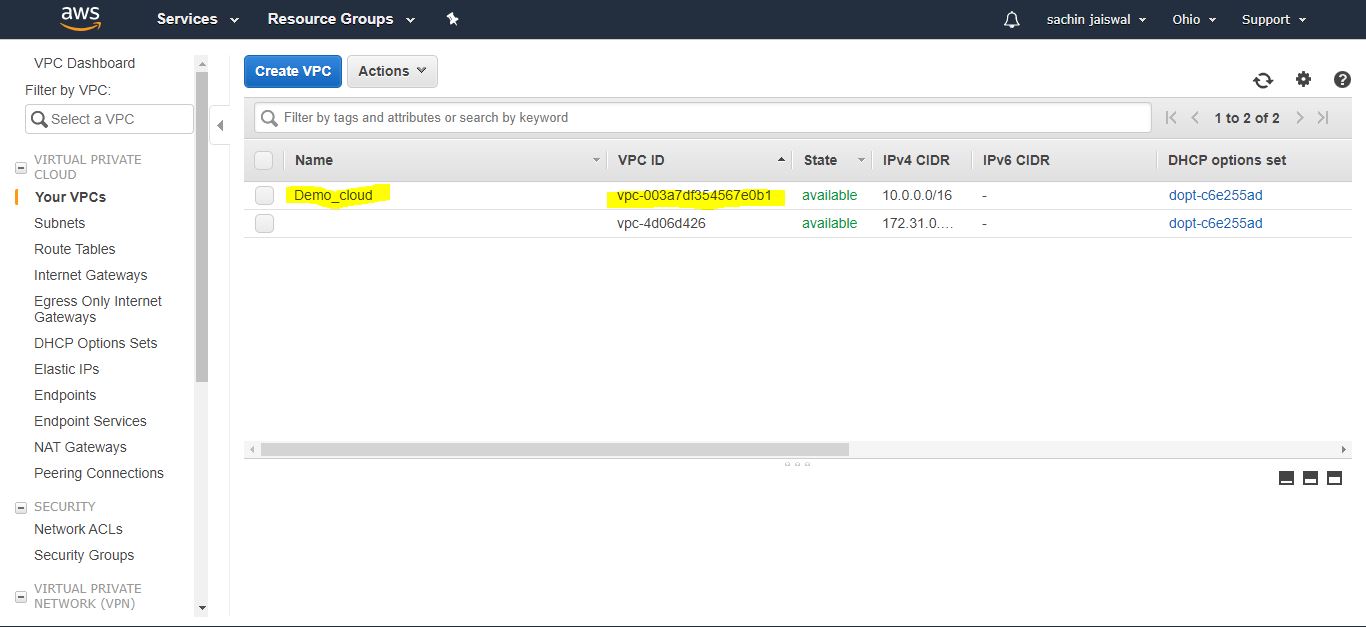 aws Services Resource Groups sachin jaiswal Ohio Support
VPC Dashboard
Filter by VPC:
Select a VPC
VIRTUAL PRIVATE
CLOUD
Your VPCs
Subnets
Route Tables
Internet Gateways
Egress Only Internet
Gateways
DHCP Options Sets
Elastic IPs
Endpoints
Endpoint Services
NAT Gateways
Peering Connections
SECURITY
Network ACLs
Security Groups
VIRTUAL PRIVATE
NETWORK (VPN)
Create VPC Actions
Filter by tags and attributes or search by keyword 1 to 2 of 2
Name VPC ID State IPv4 CIDR IPv6 CIDR DHCP options set
Demo_cloud vpc-003a7df354567e0b1 available 10.0.0.0/16 - dopt-c6e255ad
vpc-4d06d426 available 172.31.0.... - dopt-c6e255ad